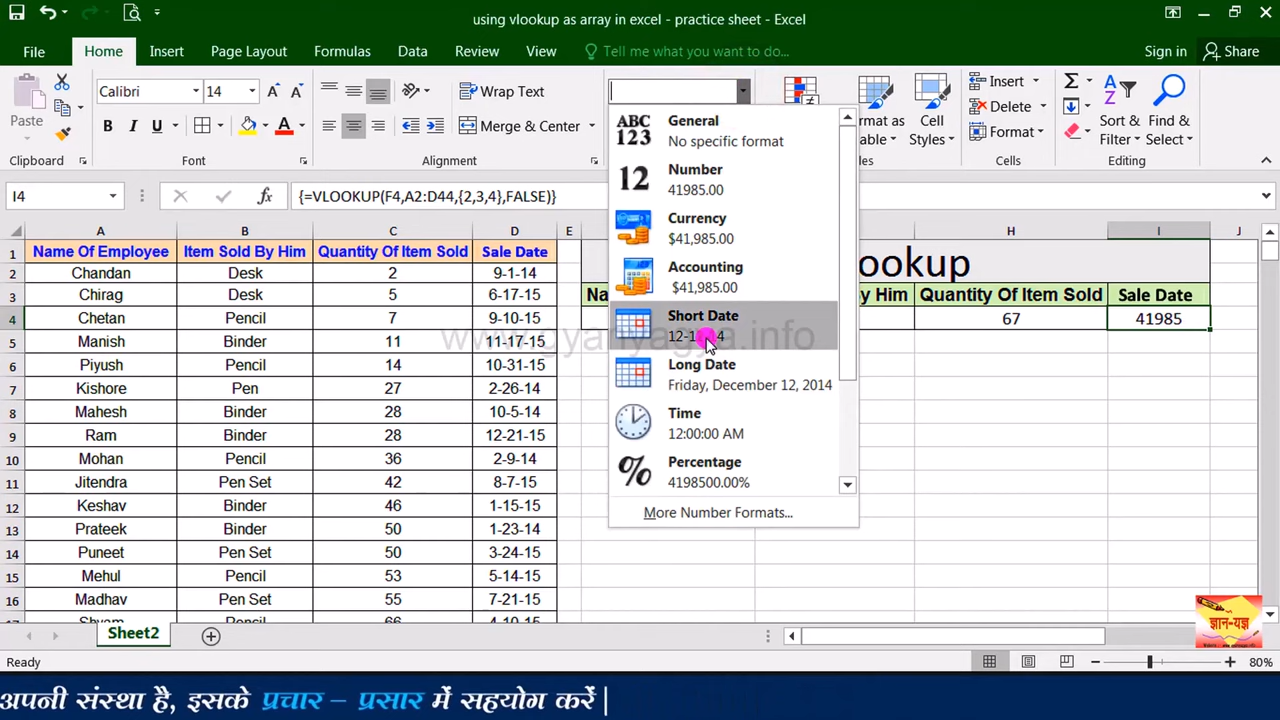 using vlookup as array in excel - practice sheet - Excel
File Home Insert Page Layout Formulas Data Review View Tell me what you want to do... Sign in Share
Calibri 14 Wrap Text Insert
Paste B I U A Merge & Center Delete Sort & Find &
Format as Cell Format Filter Select
Styles
Clipboard Font Alignment Cells Editing
General
No specific format
Number
41985.00
Currency
$41,985.00
Accounting
$41,985.00
Short Date
Long Date
Friday, December 12, 2014
Time
12:00:00 AM
Percentage
4198500.00%
More Number Formats...
I4 fx {=VLOOKUP(F4,A2:D44,{2,3,4},FALSE)}
A B C D E H I J
1 Name Of Employee Item Sold By Him Quantity Of Item Sold Sale Date ookup
2 Chandan Desk 2 9-1-14
3 Chirag Desk 5 6-17-15 Na y Him Quantity Of Item Sold Sale Date
4 Chetan Pencil 7 9-10-15 67 41985
www.gyanyagya.info
5 Manish Binder 11 11-17-15
6 Piyush Pencil 14 10-31-15
7 Kishore Pen 27 2-26-14
8 Mahesh Binder 28 10-5-14
9 Ram Binder 28 12-21-15
10 Mohan Pencil 36 2-9-14
11 Jitendra Pen Set 42 8-7-15
12 Keshav Binder 46 1-15-15
13 Prateek Binder 50 1-23-14
14 Puneet Pen Set 50 3-24-15
15 Mehul Pencil 53 5-14-15
16 Madhav Pen Set 55 7-21-15
17 Shyam Pencil 66 4-10-15
ज्ञान-यज्ञ
Sheet2
Ready 80%
अपनी संस्था है, इसके प्रचार – प्रसार में सहयोग करें |